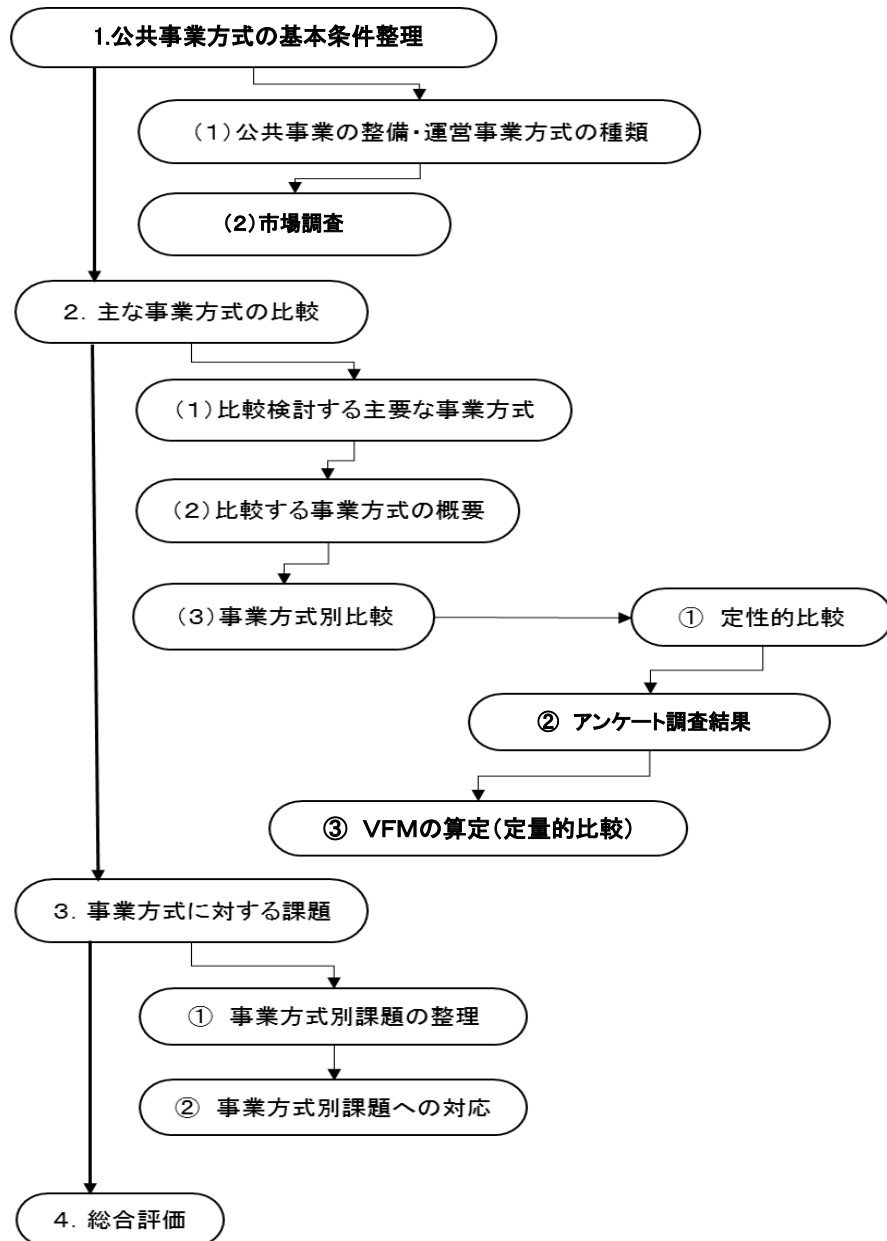 1.公共事業方式の基本条件整理
(1)公共事業の整備・運営事業方式の種類
(2)市場調査
2．主な事業方式の比較
(1)比較検討する主要な事業方式
(2)比較する事業方式の概要
(3)事業方式別比較
① 定性的比較
② アンケート調査結果
③ VFMの算定(定量的比較)
3．事業方式に対する課題
① 事業方式別課題の整理
② 事業方式別課題への対応
4．総合評価